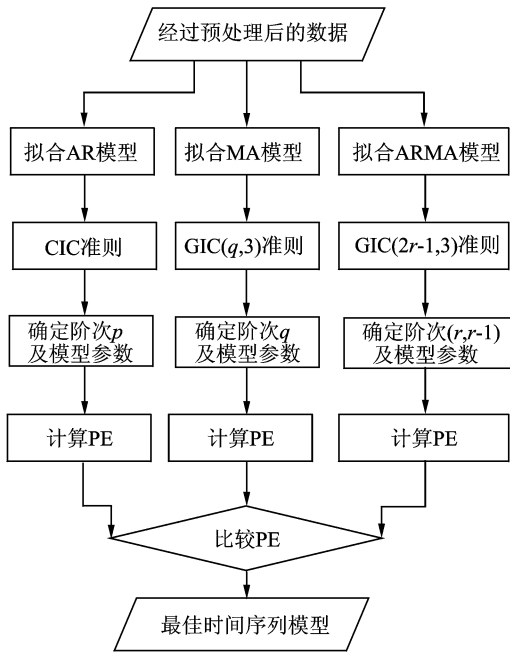 经过预处理后的数据
拟合AR模型
拟合MA模型
拟合ARMA模型
CIC准则
GIC(q,3)准则
GIC(2r-1,3)准则
确定阶次p
及模型参数
确定阶次q
及模型参数
确定阶次(r,r-1)
及模型参数
计算PE
计算PE
计算PE
比较PE
最佳时间序列模型